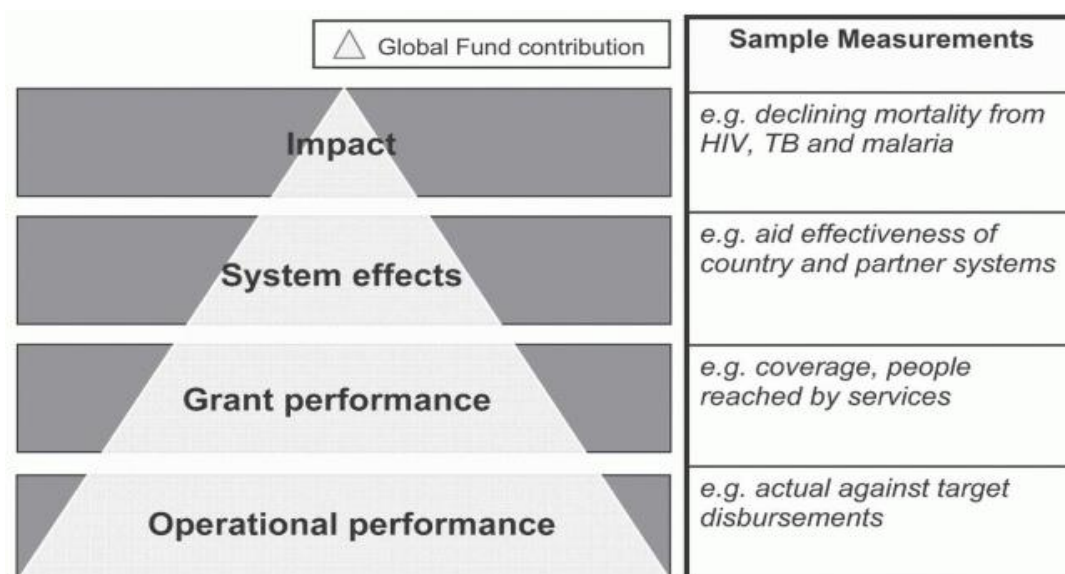 Global Fund contribution
Sample Measurements
Impact
e.g. declining mortality from
HIV, TB and malaria
System effects
e.g. aid effectiveness of
country and partner systems
Grant performance
e.g. coverage, people
reached by services
Operational performance
e.g. actual against target
disbursements